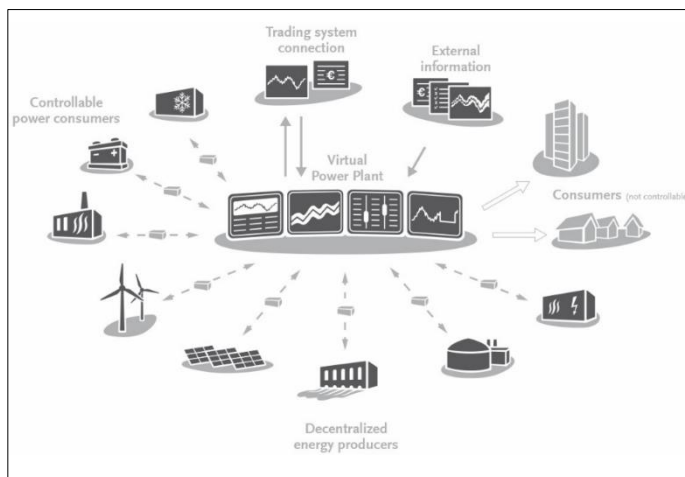 Trading system
connection
External
information
Controllable
power consumers
Virtual
Power Plant
Consumers (not controllable
Decentralized
energy producers